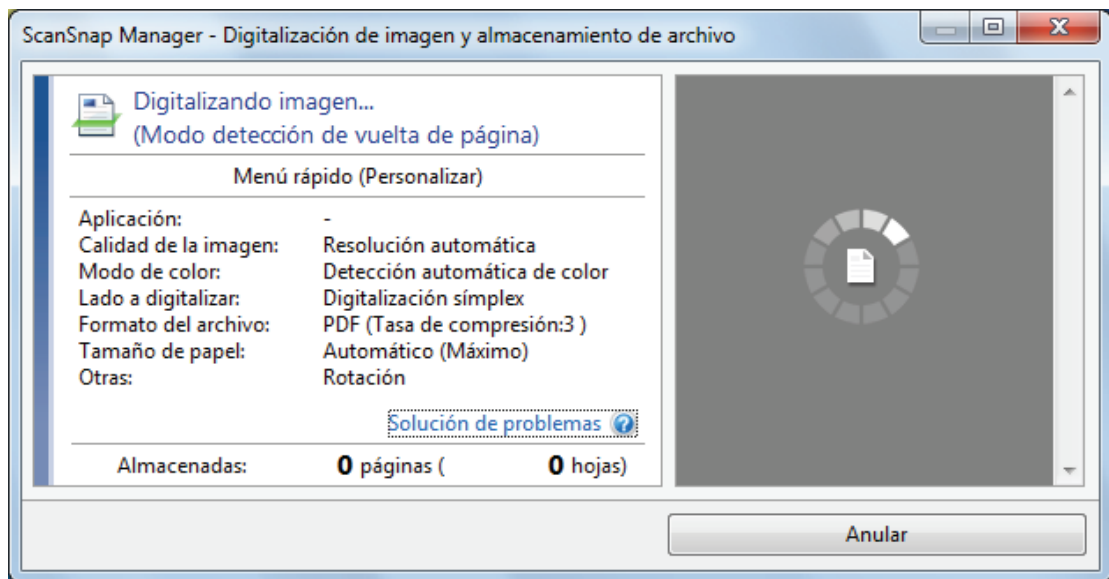 ScanSnap Manager - Digitalización de imagen y almacenamiento de archivo
Digitalizando imagen...
(Modo detección de vuelta de página)
Menú rápido (Personalizar)
Aplicación: -
Calidad de la imagen: Resolución automática
Modo de color: Detección automática de color
Lado a digitalizar: Digitalización símplex
Formato del archivo: PDF (Tasa de compresión:3 )
Tamaño de papel: Automático (Máximo)
Otras: Rotación
Solución de problemas ?
Almacenadas: 0 páginas ( 0 hojas)
Anular